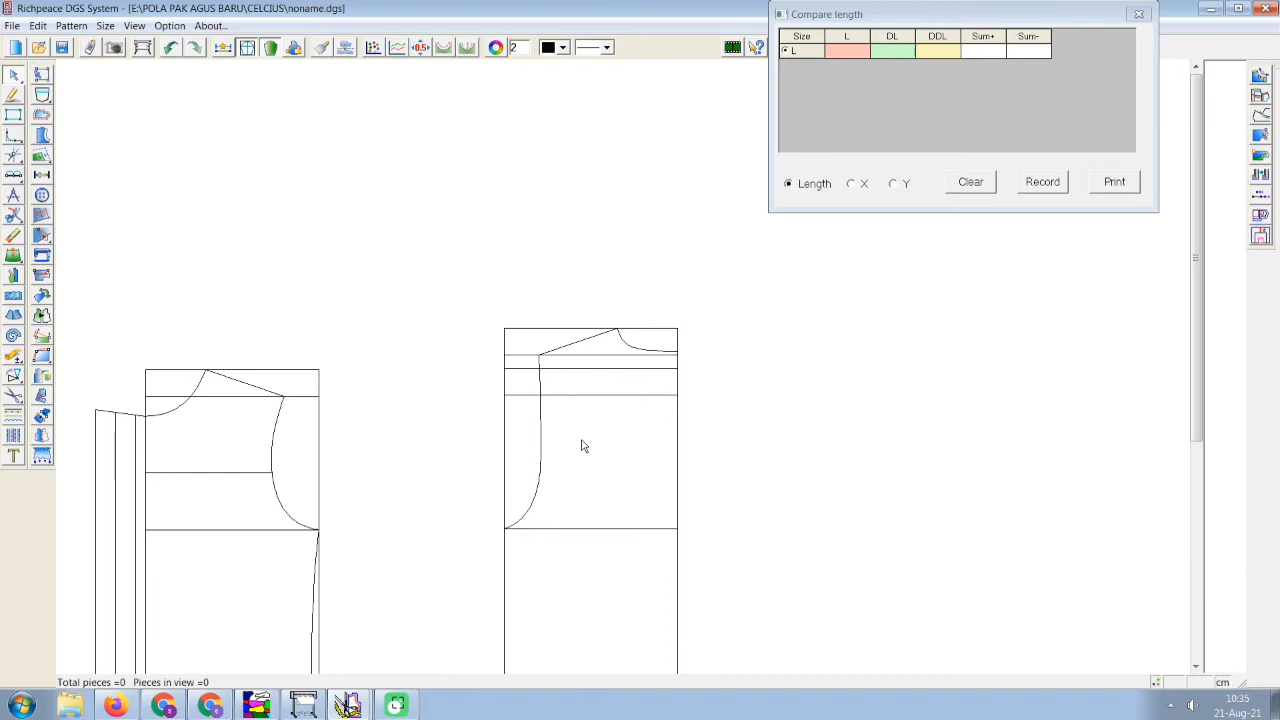 Richpeace DGS System - [E:\POLA PAK AGUS BARU\CELCIUS\noname.dgs]
File Edit Pattern Size View Option About...
2
Compare length
Size L DL DDL Sum+ Sum-
L
Length X Y Clear Record Print
Total pieces =0 Pieces in view =0
cm
10:35
21-Aug-21